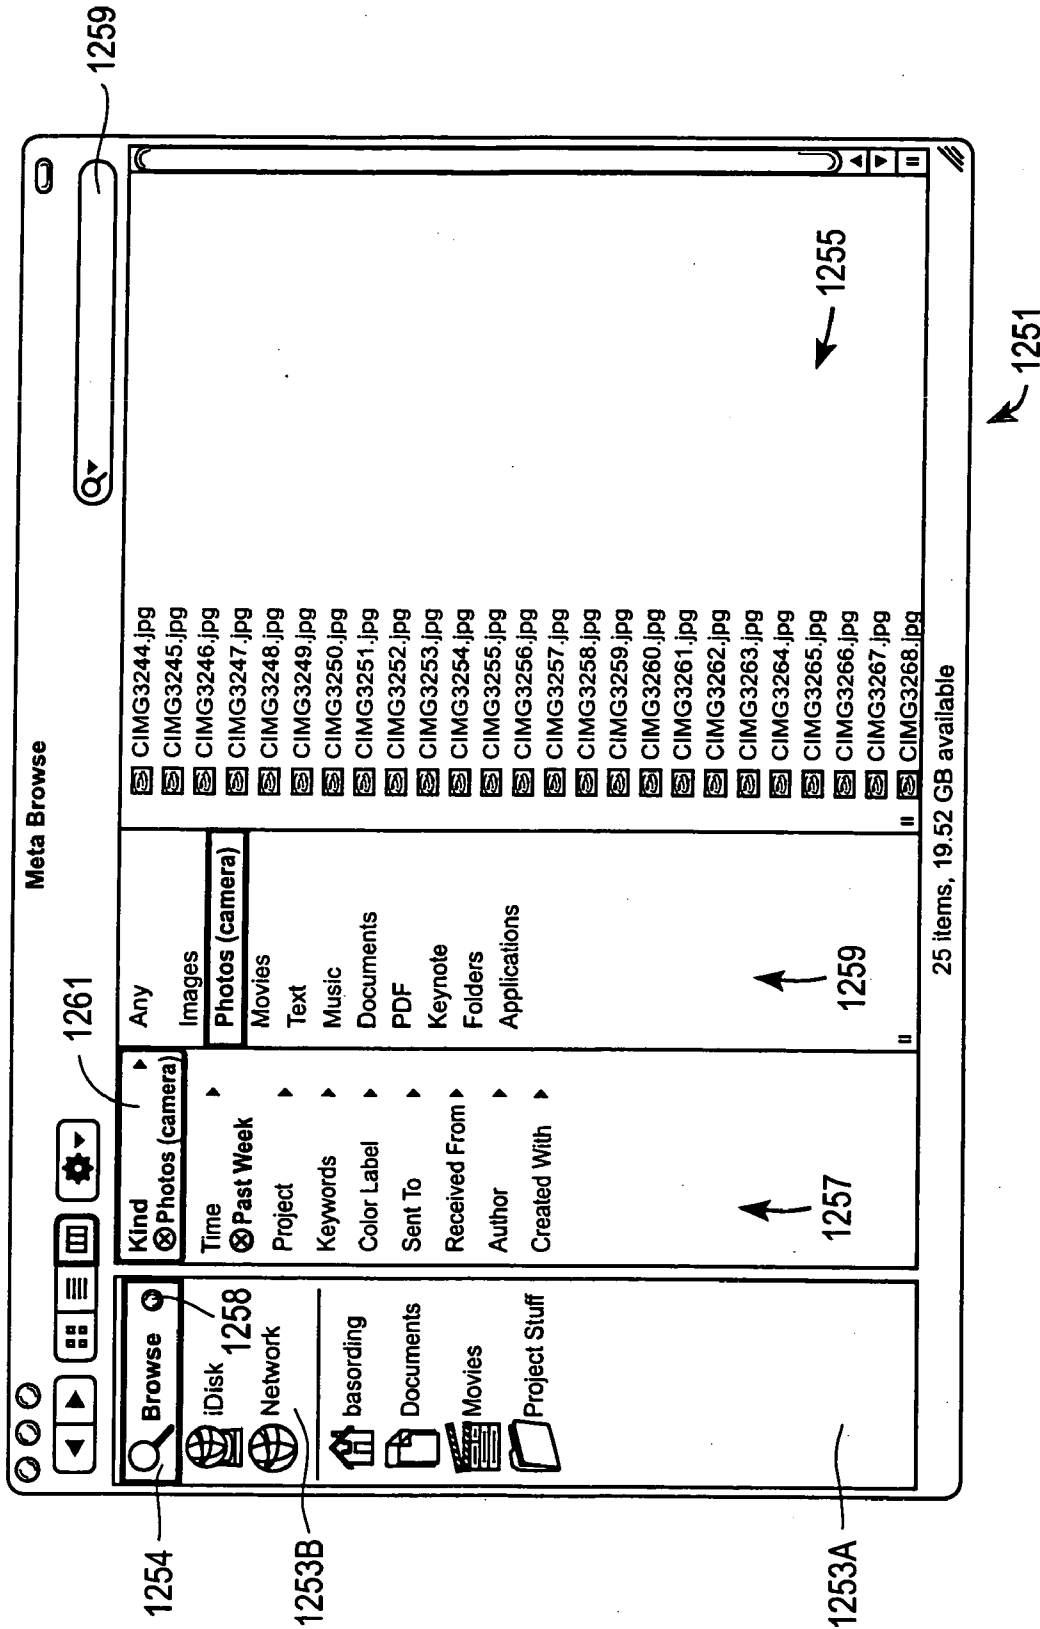 1259
Meta Browse
1261
1254
Browse
1258
iDisk
Network
1253B
basording
Documents
Movies
Project Stuff
1253A
Kind
Photos (camera)
Time
Past Week
Project
Keywords
Color Label
Sent To
Received From
Author
Created With
1257
Any
Images
Photos (camera)
Movies
Text
Music
Documents
PDF
Keynote
Folders
Applications
1259
CIMG3244.jpg
CIMG3245.jpg
CIMG3246.jpg
CIMG3247.jpg
CIMG3248.jpg
CIMG3249.jpg
CIMG3250.jpg
CIMG3251.jpg
CIMG3252.jpg
CIMG3253.jpg
CIMG3254.jpg
CIMG3255.jpg
CIMG3256.jpg
CIMG3257.jpg
CIMG3258.jpg
CIMG3259.jpg
CIMG3260.jpg
CIMG3261.jpg
CIMG3262.jpg
CIMG3263.jpg
CIMG3264.jpg
CIMG3265.jpg
CIMG3266.jpg
CIMG3267.jpg
CIMG3268.jpg
1255
25 items, 19.52 GB available
1251